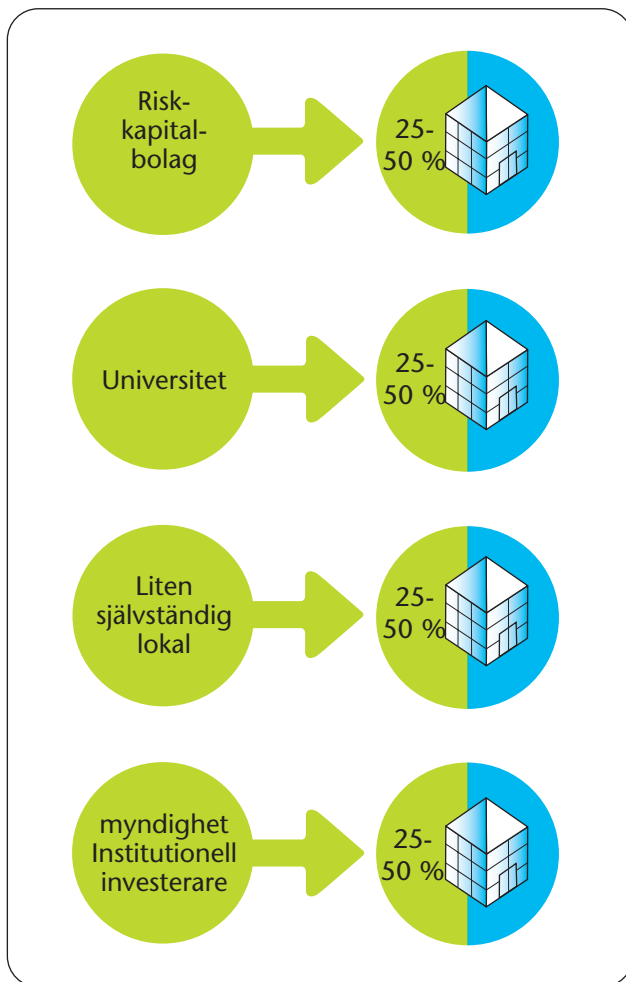 Risk-
kapital-
bolag
25-
50 %
Universitet
25-
50 %
Liten
självständig
lokal
25-
50 %
myndighet
Institutionell
investerare
25-
50 %